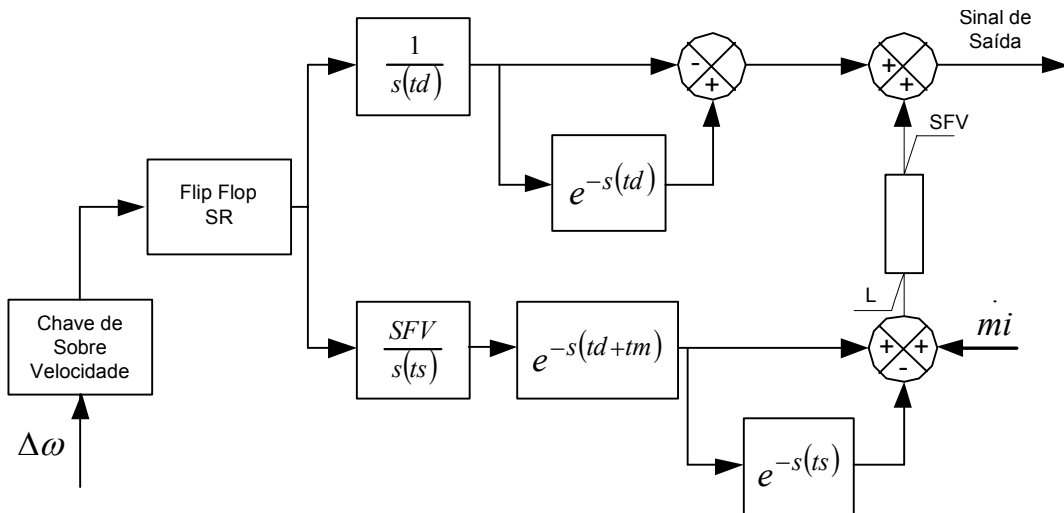 Sinal de
Saída
1
s(td)
-
+
+
+
SFV
e^{-s(td)}
Flip Flop
SR
L
Chave de
Sobre
Velocidade
SFV
s(ts)
e^{-s(td+tm)}
+
+
-
ṁi
Δω
e^{-s(ts)}